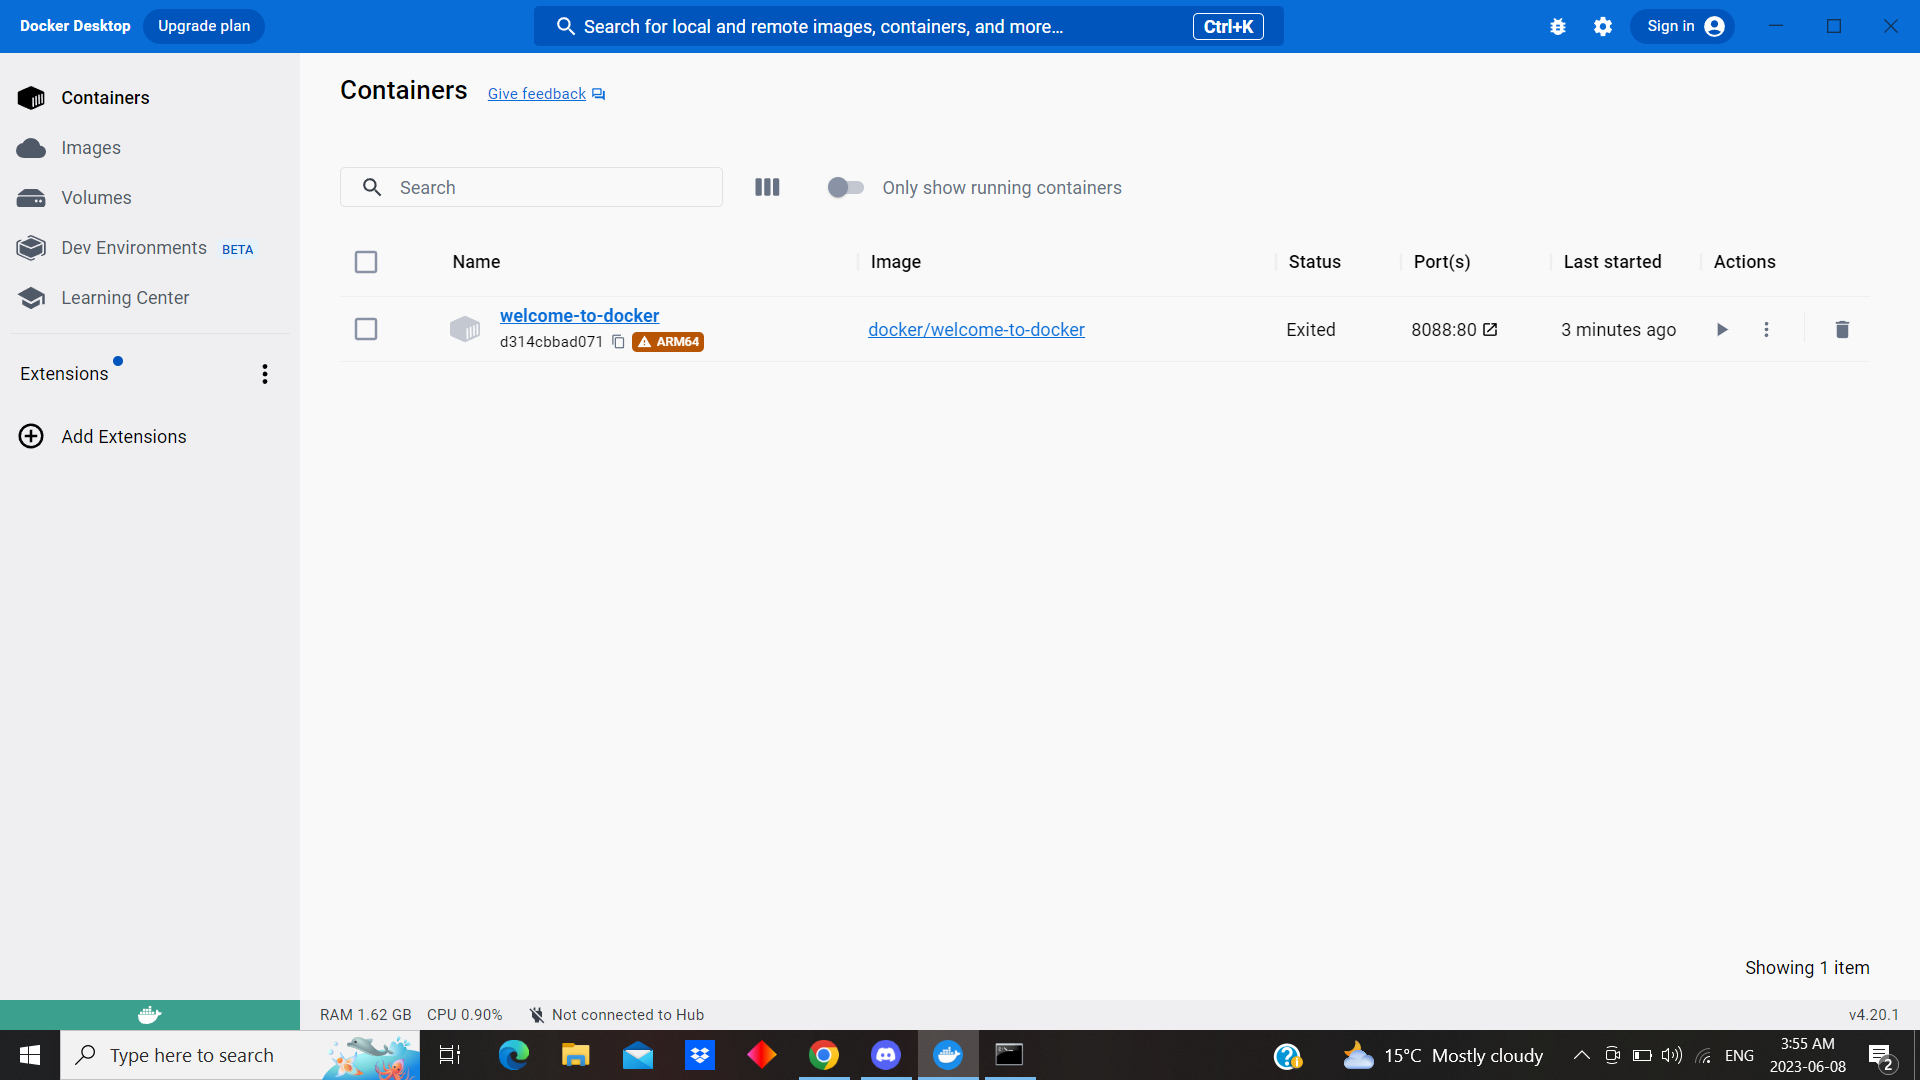 Docker Desktop Upgrade plan Search for local and remote images, containers, and more... Ctrl+K Sign in
Containers
Images
Volumes
Dev Environments BETA
Learning Center
Extensions
Add Extensions
Containers Give feedback
Search Only show running containers
Name Image Status Port(s) Last started Actions
welcome-to-docker
d314cbbad071 ARM64
docker/welcome-to-docker Exited 8088:80 3 minutes ago
Showing 1 item
RAM 1.62 GB CPU 0.90% Not connected to Hub v4.20.1
Type here to search 15°C Mostly cloudy ENG
3:55 AM
2023-06-08
2